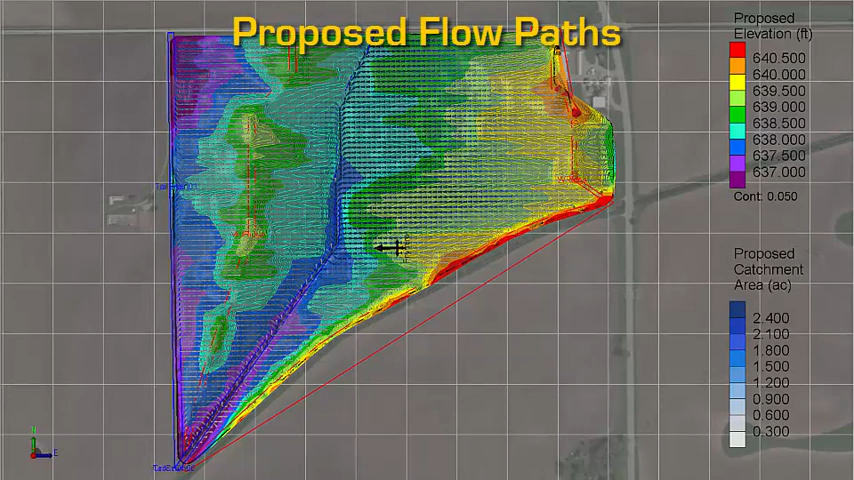 Proposed Flow Paths
Proposed
Elevation (ft)
640.500
640.000
639.500
639.000
638.500
638.000
637.500
637.000
Cont: 0.050
Proposed
Catchment
Area (ac)
2.400
2.100
1.800
1.500
1.200
0.900
0.600
0.300
N
E